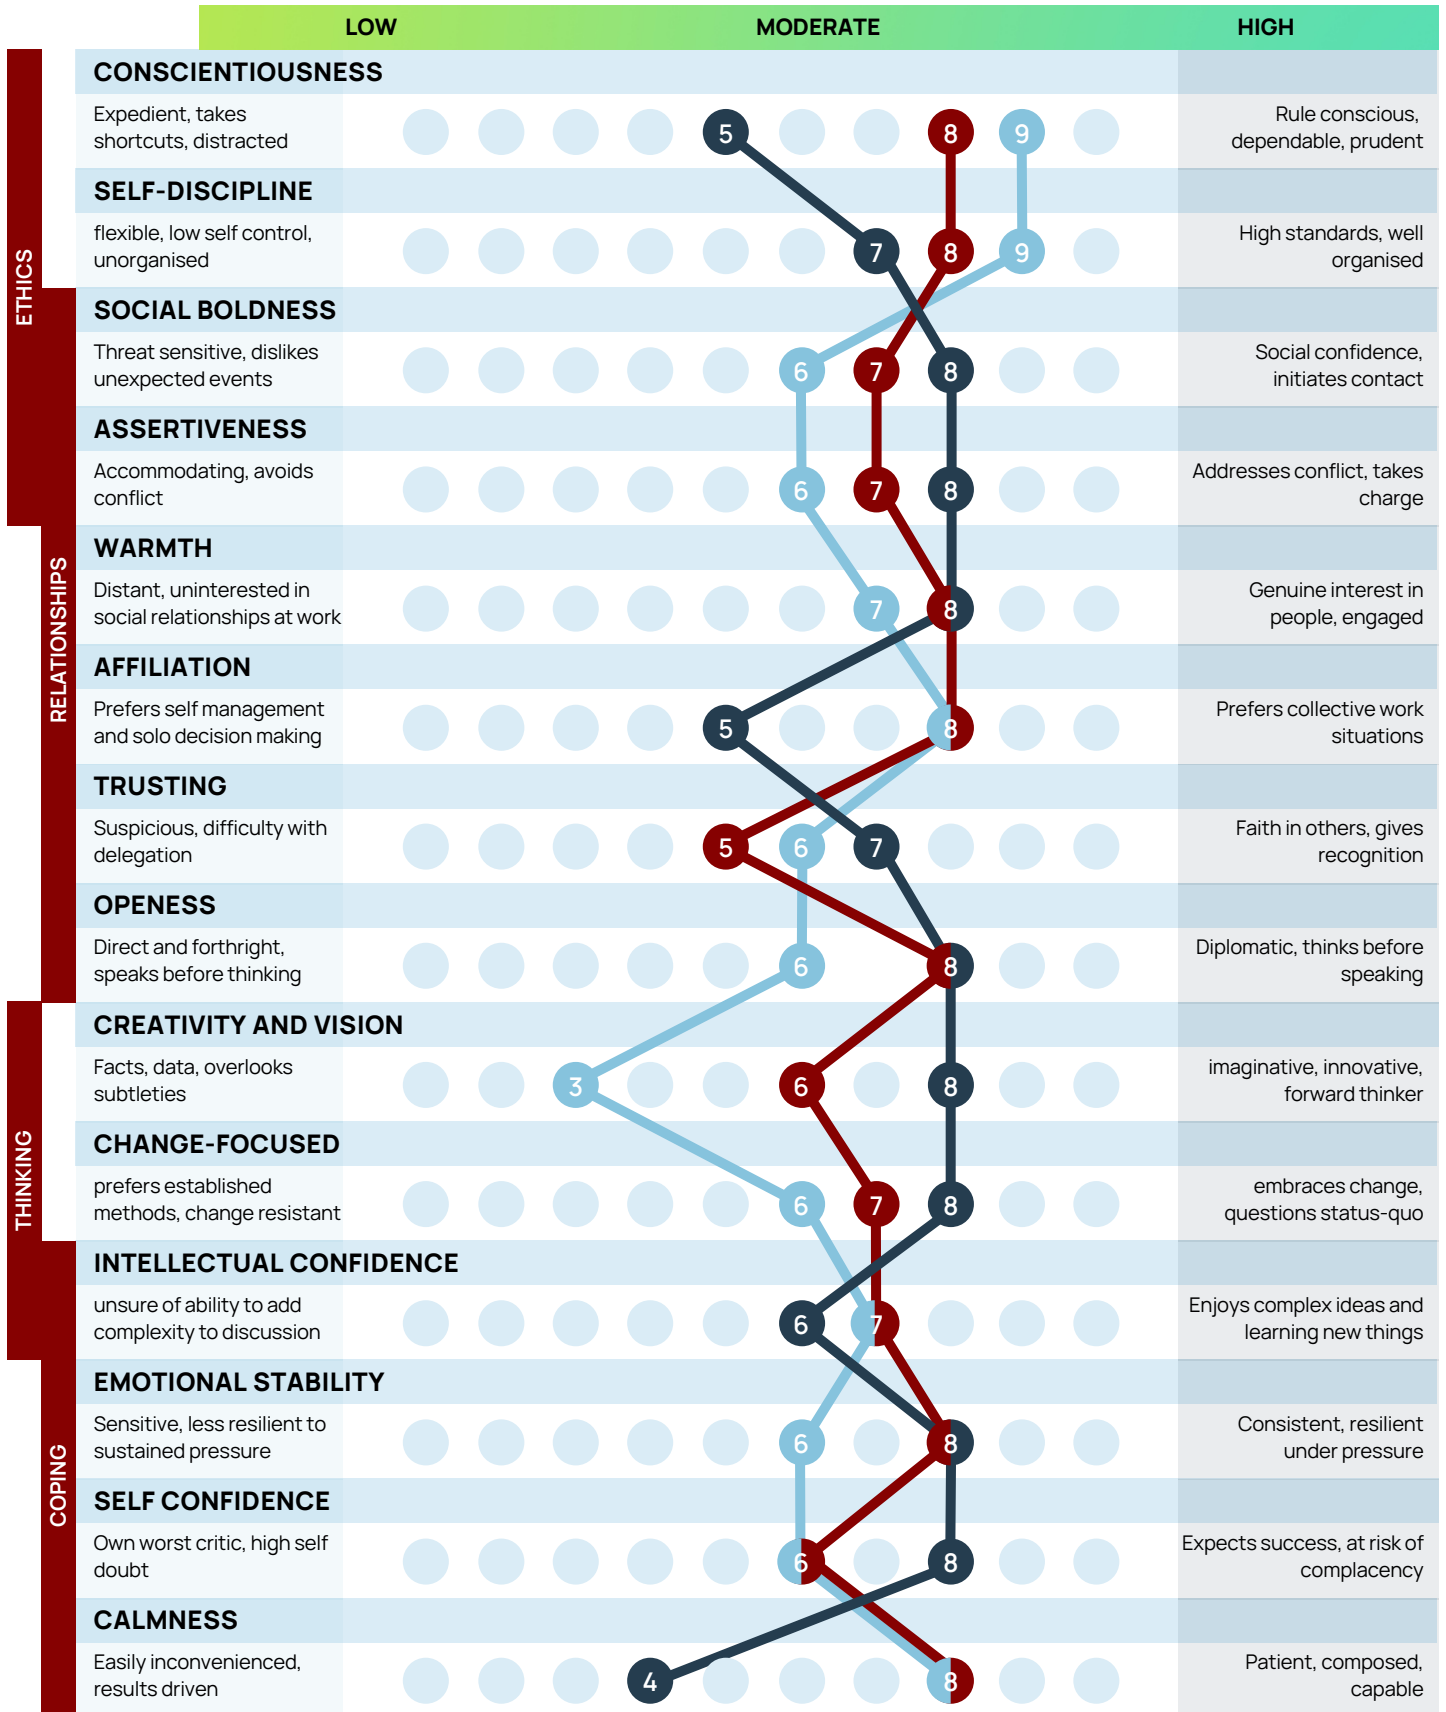 LOW MODERATE HIGH
ETHICS
CONSCIENTIOUSNESS
Expedient, takes
shortcuts, distracted
5 8 9
Rule conscious,
dependable, prudent
SELF-DISCIPLINE
flexible, low self control,
unorganised
7 8 9
High standards, well
organised
RELATIONSHIPS
SOCIAL BOLDNESS
Threat sensitive, dislikes
unexpected events
6 7 8
Social confidence,
initiates contact
ASSERTIVENESS
Accommodating, avoids
conflict
6 7 8
Addresses conflict, takes
charge
WARMTH
Distant, uninterested in
social relationships at work
7 8
Genuine interest in
people, engaged
AFFILIATION
Prefers self management
and solo decision making
5 8
Prefers collective work
situations
TRUSTING
Suspicious, difficulty with
delegation
5 6 7
Faith in others, gives
recognition
OPENESS
Direct and forthright,
speaks before thinking
6 8
Diplomatic, thinks before
speaking
THINKING
CREATIVITY AND VISION
Facts, data, overlooks
subtleties
3 6 8
imaginative, innovative,
forward thinker
CHANGE-FOCUSED
prefers established
methods, change resistant
6 7 8
embraces change,
questions status-quo
COPING
INTELLECTUAL CONFIDENCE
unsure of ability to add
complexity to discussion
6 7
Enjoys complex ideas and
learning new things
EMOTIONAL STABILITY
Sensitive, less resilient to
sustained pressure
6 8
Consistent, resilient
under pressure
SELF CONFIDENCE
Own worst critic, high self
doubt
6 8
Expects success, at risk of
complacency
CALMNESS
Easily inconvenienced,
results driven
4 8
Patient, composed,
capable